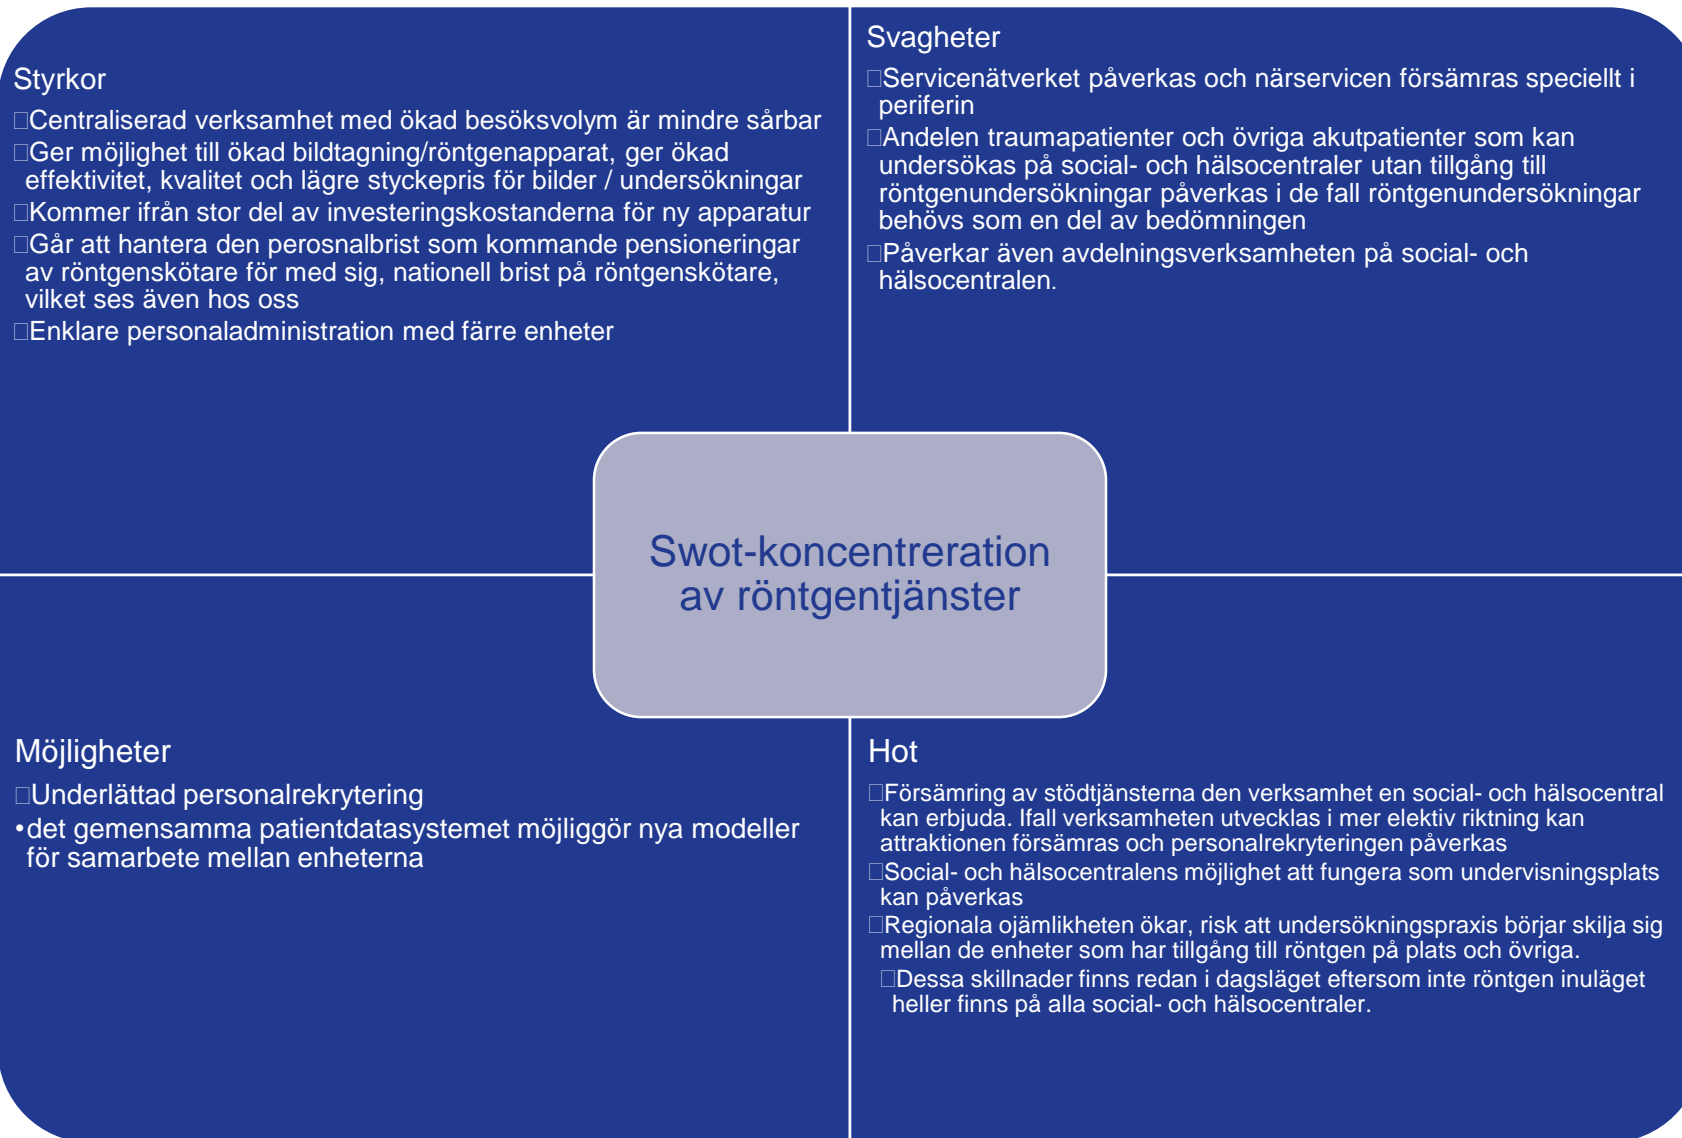 Styrkor
□Centraliserad verksamhet med ökad besöksvolym är mindre sårbar
□Ger möjlighet till ökad bildtagning/röntgenapparat, ger ökad
effektivitet, kvalitet och lägre styckepris för bilder / undersökningar
□Kommer ifrån stor del av investeringskostanderna för ny apparatur
□Går att hantera den perosnalbrist som kommande pensioneringar
av röntgenskötare för med sig, nationell brist på röntgenskötare,
vilket ses även hos oss
□Enklare personaladministration med färre enheter
Svagheter
□Servicenätverket påverkas och närservicen försämras speciellt i
periferin
□Andelen traumapatienter och övriga akutpatienter som kan
undersökas på social- och hälsocentraler utan tillgång till
röntgenundersökningar påverkas i de fall röntgenundersökningar
behövs som en del av bedömningen
□Påverkar även avdelningsverksamheten på social- och
hälsocentralen.
Swot-koncentreration
av röntgentjänster
Möjligheter
□Underlättad personalrekrytering
•det gemensamma patientdatasystemet möjliggör nya modeller
för samarbete mellan enheterna
Hot
□Försämring av stödtjänsterna den verksamhet en social- och hälsocentral
kan erbjuda. Ifall verksamheten utvecklas i mer elektiv riktning kan
attraktionen försämras och personalrekryteringen påverkas
□Social- och hälsocentralens möjlighet att fungera som undervisningsplats
kan påverkas
□Regionala ojämlikheten ökar, risk att undersökningspraxis börjar skilja sig
mellan de enheter som har tillgång till röntgen på plats och övriga.
□Dessa skillnader finns redan i dagsläget eftersom inte röntgen inuläget
heller finns på alla social- och hälsocentraler.